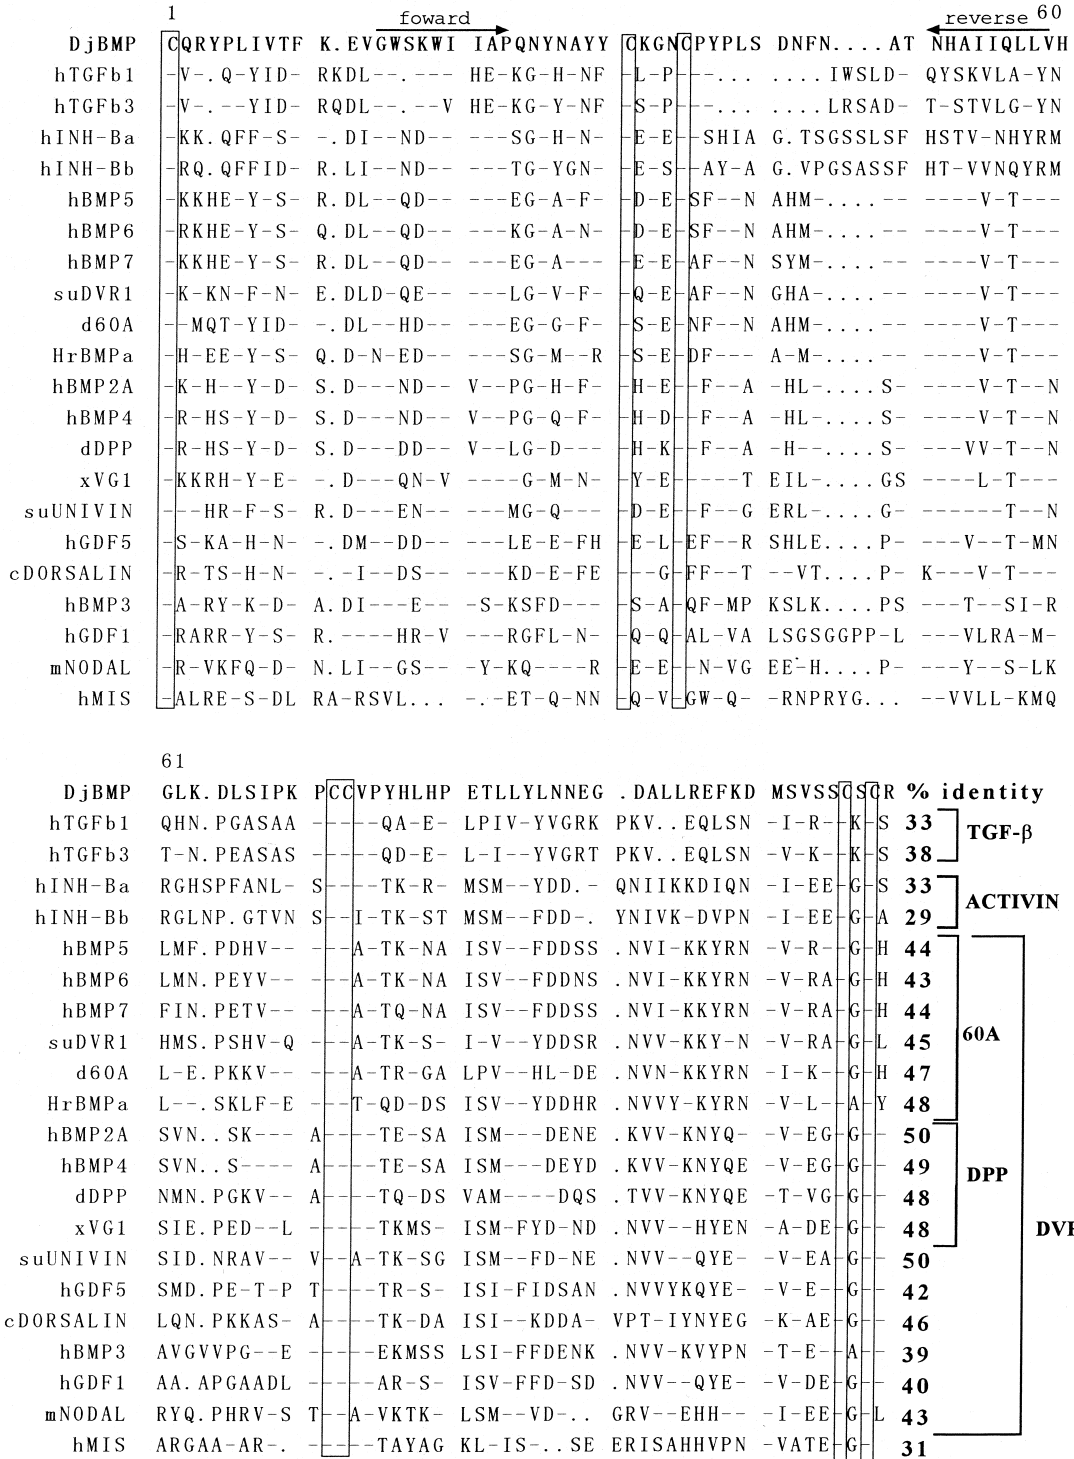 1 foward reverse 60
DjBMP CQRYPLIVTF K.EVGWSKWI IAPQNYNAYY CKGNCPYPLS DNFN....AT NHAIIQLLVH
hTGFb1 -V-.Q-YID- RKDL--.--- HE-KG-H-NF -L-P---... ....IWSLD- QYSKVLA-YN
hTGFb3 -V-.--YID- RQDL--.--V HE-KG-Y-NF -S-P---... ....LRSAD- T-STVLG-YN
hINH-Ba -KK.QFF-S- -.DI--ND-- ---SG-H-N- -E-E-SHIA G.TSGSSLSF HSTV-NHYRM
hINH-Bb -RQ.QFFID- R.LI--ND-- ---TG-YGN- -E-S-AY-A G.VPGSASSF HT-VVNQYRM
hBMP5 -KKHE-Y-S- R.DL--QD-- ---EG-A-F- -D-E-SF--N AHM-....-- ----V-T---
hBMP6 -RKHE-Y-S- Q.DL--QD-- ---KG-A-N- -D-E-SF--N AHM-....-- ----V-T---
hBMP7 -KKHE-Y-S- R.DL--QD-- ---EG-A--- -E-E-AF--N SYM-....-- ----V-T---
suDVR1 -K-KN-F-N- E.DLD-QE-- ---LG-V-F- -Q-E-AF--N GHA-....-- ----V-T---
d60A --MQT-YID- -.DL--HD-- ---EG-G-F- -S-E-NF--N AHM-....-- ----V-T---
HrBMPa -H-EE-Y-S- Q.D-N-ED-- ---SG-M--R -S-E-DF--- A-M-....-- ----V-T---
hBMP2A -K-H--Y-D- S.D---ND-- V--PG-H-F- -H-E--F--A -HL-....S- ----V-T--N
hBMP4 -R-HS-Y-D- S.D---ND-- V--PG-Q-F- -H-D--F--A -HL-....S- ----V-T--N
dDPP -R-HS-Y-D- S.D---DD-- V--LG-D--- -H-K--F--A -H--....S- ---VV-T--N
xVG1 -KKRH-Y-E- -.D---QN-V ----G-M-N- -Y-E-----T EIL-....GS ----L-T---
suUNIVIN ---HR-F-S- R.D---EN-- ---MG-Q--- -D-E--F--G ERL-....G- ------T--N
hGDF5 -S-KA-H-N- -.DM--DD-- ---LE-E-FH -E-L-EF--R SHLE....P- ---V--T-MN
cDORSALIN -R-TS-H-N- -.-I--DS-- ---KD-E-FE ---G-FF--T --VT....P- K---V-T---
hBMP3 -A-RY-K-D- A.DI---E-- -S-KSFD--- -S-A-QF-MP KSLK....PS ---T--SI-R
hGDF1 -RARR-Y-S- R.----HR-V ---RGFL-N- -Q-Q-AL-VA LSGSGGPP-L ---VLRA-M-
mNODAL -R-VKFQ-D- N.LI--GS-- -Y-KQ----R -E-E--N-VG EE-H....P- ---Y--S-LK
hMIS -ALRE-S-DL RA-RSVL... -.-ET-Q-NN -Q-V-GW-Q- -RNPRYG... --VVLL-KMQ
61
DjBMP GLK.DLSIPK PCCVPYHLHP ETLLYLNNEG .DALLREFKD MSVSSCSCR % identity
hTGFb1 QHN.PGASAA ----QA-E- LPIV-YVGRK PKV..EQLSN -I-R--K-S 33 TGF-β
hTGFb3 T-N.PEASAS ----QD-E- L-I--YVGRT PKV..EQLSN -V-K--K-S 38
hINH-Ba RGHSPFANL- S---TK-R- MSM--YDD.- QNIIKKDIQN -I-EE-G-S 33 ACTIVIN
hINH-Bb RGLNP.GTVN S--I-TK-ST MSM--FDD-. YNIVK-DVPN -I-EE-G-A 29
hBMP5 LMF.PDHV-- ---A-TK-NA ISV--FDDSS .NVI-KKYRN -V-R--G-H 44
hBMP6 LMN.PEYV-- ---A-TK-NA ISV--FDDNS .NVI-KKYRN -V-RA-G-H 43
hBMP7 FIN.PETV-- ---A-TQ-NA ISV--FDDSS .NVI-KKYRN -V-RA-G-H 44
suDVR1 HMS.PSHV-Q ---A-TK-S- I-V--YDDSR .NVV-KKY-N -V-RA-G-L 45 60A
d60A L-E.PKKV-- ---A-TR-GA LPV--HL-DE .NVN-KKYRN -I-K--G-H 47
HrBMPa L--.SKLF-E ---T-QD-DS ISV--YDDHR .NVVY-KYRN -V-L--A-Y 48
hBMP2A SVN..SK--- A----TE-SA ISM---DENE .KVV-KNYQ- -V-EG-G-- 50
hBMP4 SVN..S---- A----TE-SA ISM---DEYD .KVV-KNYQE -V-EG-G-- 49 DPP
dDPP NMN.PGKV-- A----TQ-DS VAM----DQS .TVV-KNYQE -T-VG-G-- 48
xVG1 SIE.PED--L ----TKMS- ISM-FYD-ND .NVV--HYEN -A-DE-G-- 48 DVR
suUNIVIN SID.NRAV-- V--A-TK-SG ISM--FD-NE .NVV--QYE- -V-EA-G-- 50
hGDF5 SMD.PE-T-P T----TR-S- ISI-FIDSAN .NVVYKQYE- -V-E--G-- 42
cDORSALIN LQN.PKKAS- A----TK-DA ISI--KDDA- VPT-IYNYEG -K-AE-G-- 46
hBMP3 AVGVVPG--E ----EKMSS LSI-FFDENK .NVV-KVYPN -T-E--A-- 39
hGDF1 AA.APGAADL ----AR-S- ISV-FFD-SD .NVV--QYE- -V-DE-G-- 40
mNODAL RYQ.PHRV-S T--A-VKTK- LSM--VD-.. GRV--EHH-- -I-EE-G-L 43
hMIS ARGAA-AR-. ----TAYAG KL-IS-..SE ERISAHHVPN -VATE-G-- 31